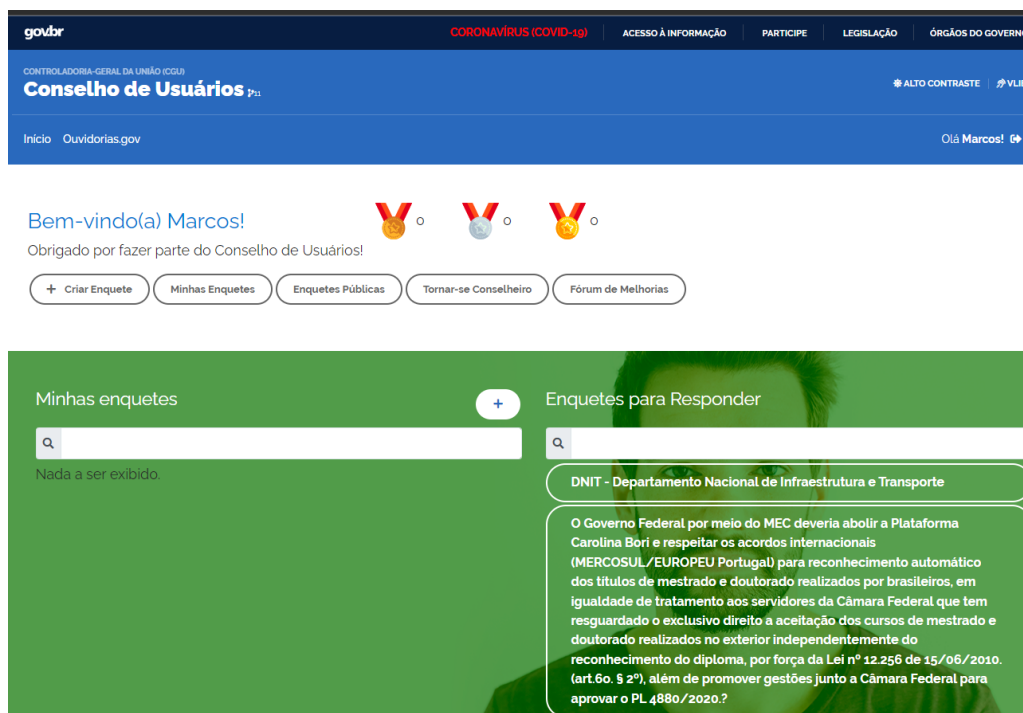 gov.br
CORONAVÍRUS (COVID-19)
ACESSO À INFORMAÇÃO
PARTICIPE
LEGISLAÇÃO
ÓRGÃOS DO GOVERNO
CONTROLADORIA-GERAL DA UNIÃO (CGU)
Conselho de Usuários
ALTO CONTRASTE
Início Ouvidorias.gov
Olá Marcos!
Bem-vindo(a) Marcos!
0 0 0
Obrigado por fazer parte do Conselho de Usuários!
+ Criar Enquete
Minhas Enquetes
Enquetes Públicas
Tornar-se Conselheiro
Fórum de Melhorias
Minhas enquetes
+
Nada a ser exibido.
Enquetes para Responder
DNIT - Departamento Nacional de Infraestrutura e Transporte
O Governo Federal por meio do MEC deveria abolir a Plataforma
Carolina Bori e respeitar os acordos internacionais
(MERCOSUL/EUROPEU Portugal) para reconhecimento automático
dos títulos de mestrado e doutorado realizados por brasileiros, em
igualdade de tratamento aos servidores da Câmara Federal que tem
resguardado o exclusivo direito a aceitação dos cursos de mestrado e
doutorado realizados no exterior independentemente do
reconhecimento do diploma, por força da Lei nº 12.256 de 15/06/2010.
(art.6o. § 2º), além de promover gestões junto a Câmara Federal para
aprovar o PL 4880/2020.?